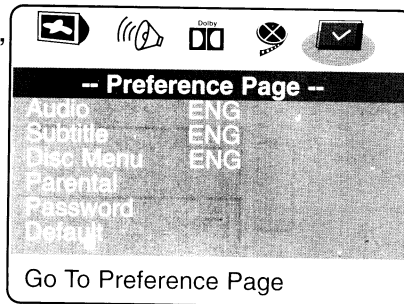 ,
Dolby
-- Preference Page --
Audio ENG
Subtitle ENG
Disc Menu ENG
Parental
Password
Default
Go To Preference Page